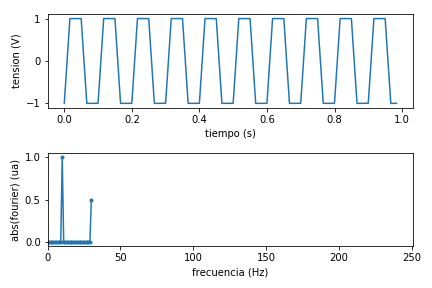 1
0
−1
tension (V)
0.0 0.2 0.4 0.6 0.8 1.0
tiempo (s)
1.0
0.5
0.0
abs(fourier) (ua)
0 50 100 150 200 250
frecuencia (Hz)